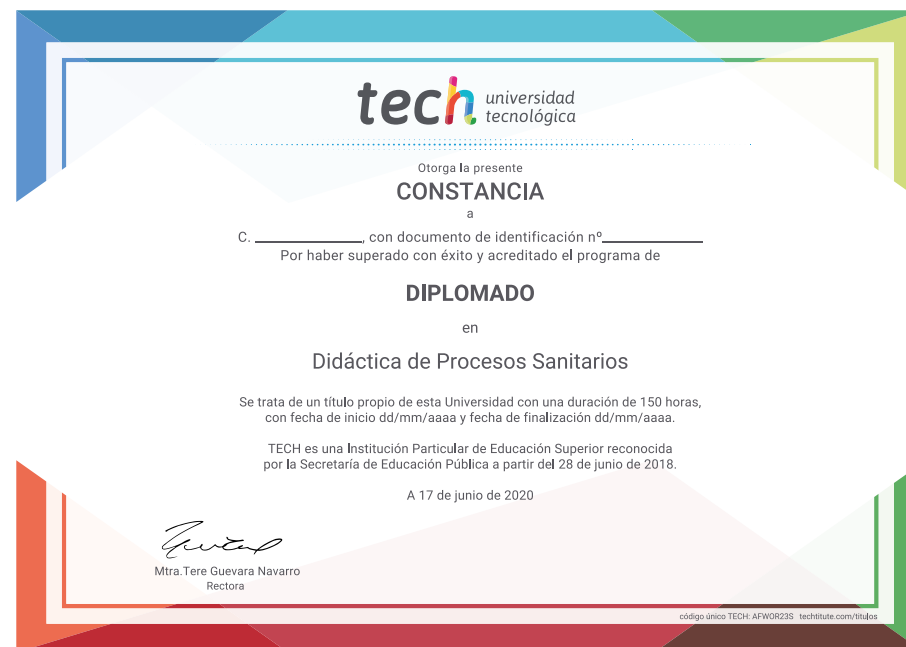 tech universidad
tecnológica
Otorga la presente
CONSTANCIA
a
C. ______________, con documento de identificación nº_____________
Por haber superado con éxito y acreditado el programa de
DIPLOMADO
en
Didáctica de Procesos Sanitarios
Se trata de un título propio de esta Universidad con una duración de 150 horas,
con fecha de inicio dd/mm/aaaa y fecha de finalización dd/mm/aaaa.
TECH es una Institución Particular de Educación Superior reconocida
por la Secretaría de Educación Pública a partir del 28 de junio de 2018.
A 17 de junio de 2020
Mtra.Tere Guevara Navarro
Rectora
código único TECH: AFWOR23S techtitute.com/titulos